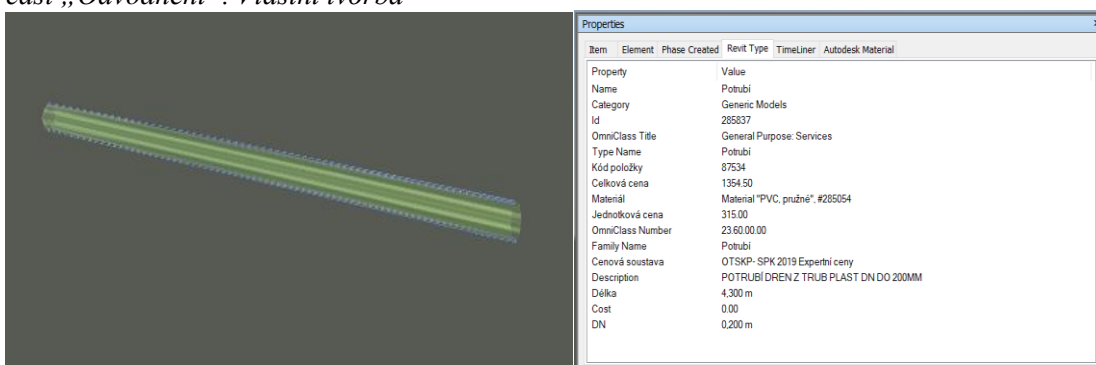 část „Odvodnění". Vlastní tvorba
Properties
Item Element Phase Created Revit Type TimeLiner Autodesk Material
Property Value
Name Potrubí
Category Generic Models
Id 285837
OmniClass Title General Purpose: Services
Type Name Potrubí
Kód položky 87534
Celková cena 1354.50
Materiál Material "PVC, pružné", #285054
Jednotková cena 315.00
OmniClass Number 23.60.00.00
Family Name Potrubí
Cenová soustava OTSKP- SPK 2019 Expertní ceny
Description POTRUBÍ DREN Z TRUB PLAST DN DO 200MM
Délka 4,300 m
Cost 0.00
DN 0,200 m